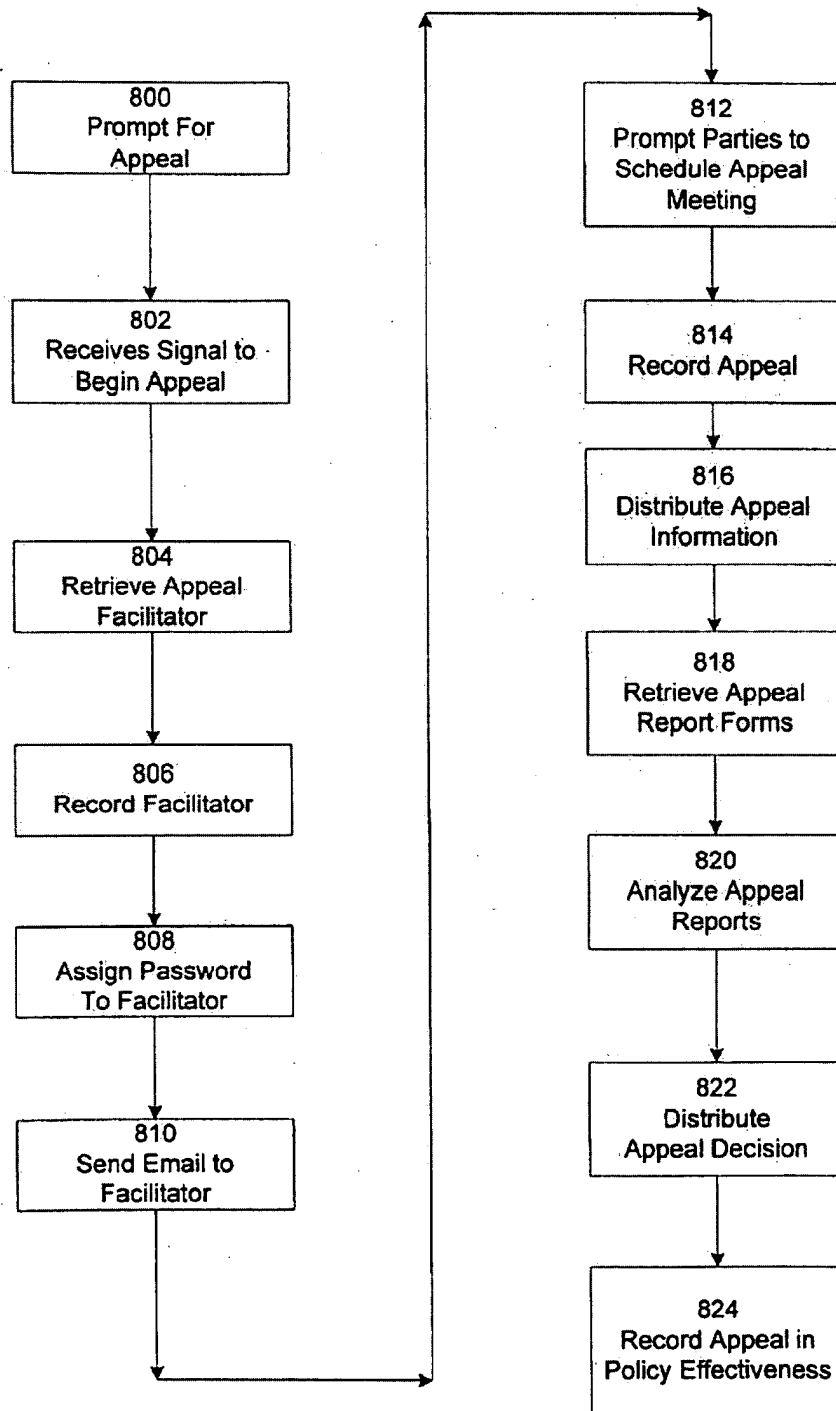 800
Prompt For
Appeal
802
Receives Signal to
Begin Appeal
804
Retrieve Appeal
Facilitator
806
Record Facilitator
808
Assign Password
To Facilitator
810
Send Email to
Facilitator
812
Prompt Parties to
Schedule Appeal
Meeting
814
Record Appeal
816
Distribute Appeal
Information
818
Retrieve Appeal
Report Forms
820
Analyze Appeal
Reports
822
Distribute
Appeal Decision
824
Record Appeal in
Policy Effectiveness